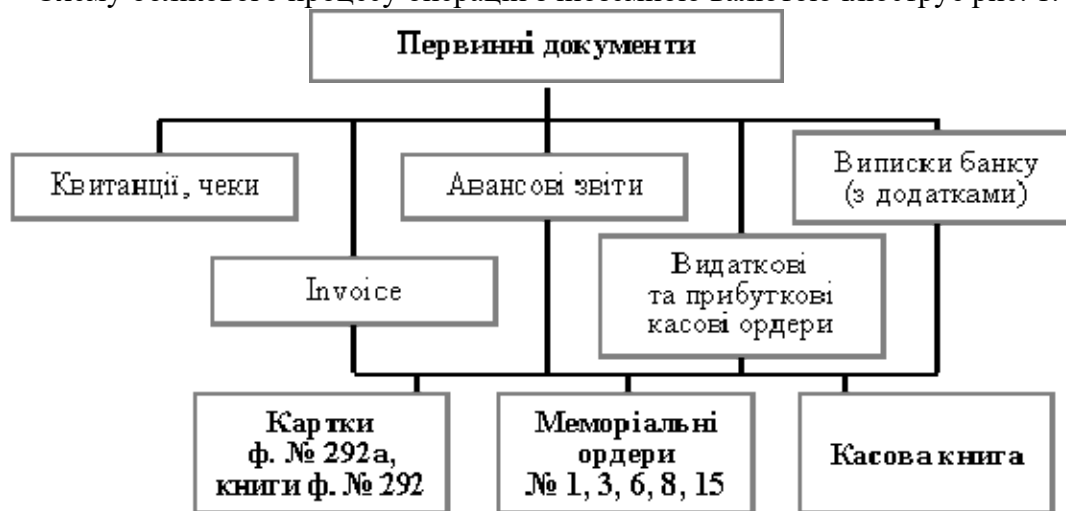 Первинні документи
Квитанції, чеки
Авансові звіти
Виписки банку
(з додатками)
Invoice
Видаткові
та прибуткові
касові ордери
Картки
ф. № 292а,
книги ф. № 292
Меморіальні
ордери
№ 1, 3, 6, 8, 15
Касова книга